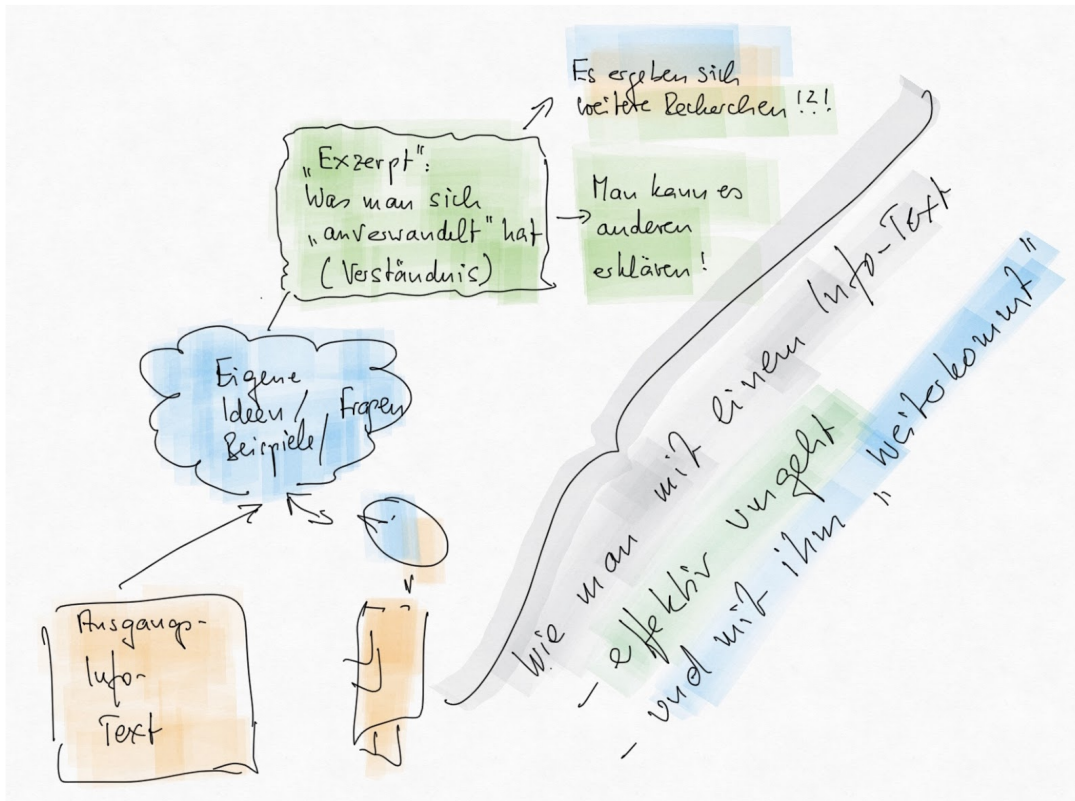 Es ergeben sich
weitere Recherchen !?!
„Exzerpt":
Was man sich
„anverwandelt" hat
(Verständnis)
Man kann es
anderen
erklären!
Eigene
Ideen / Fragen
Beispiele /
Ausgangs-
Info-
Text
Wie man mit einem Info-Text
- effektiv umgeht
- und mit ihm „weiterkommt"